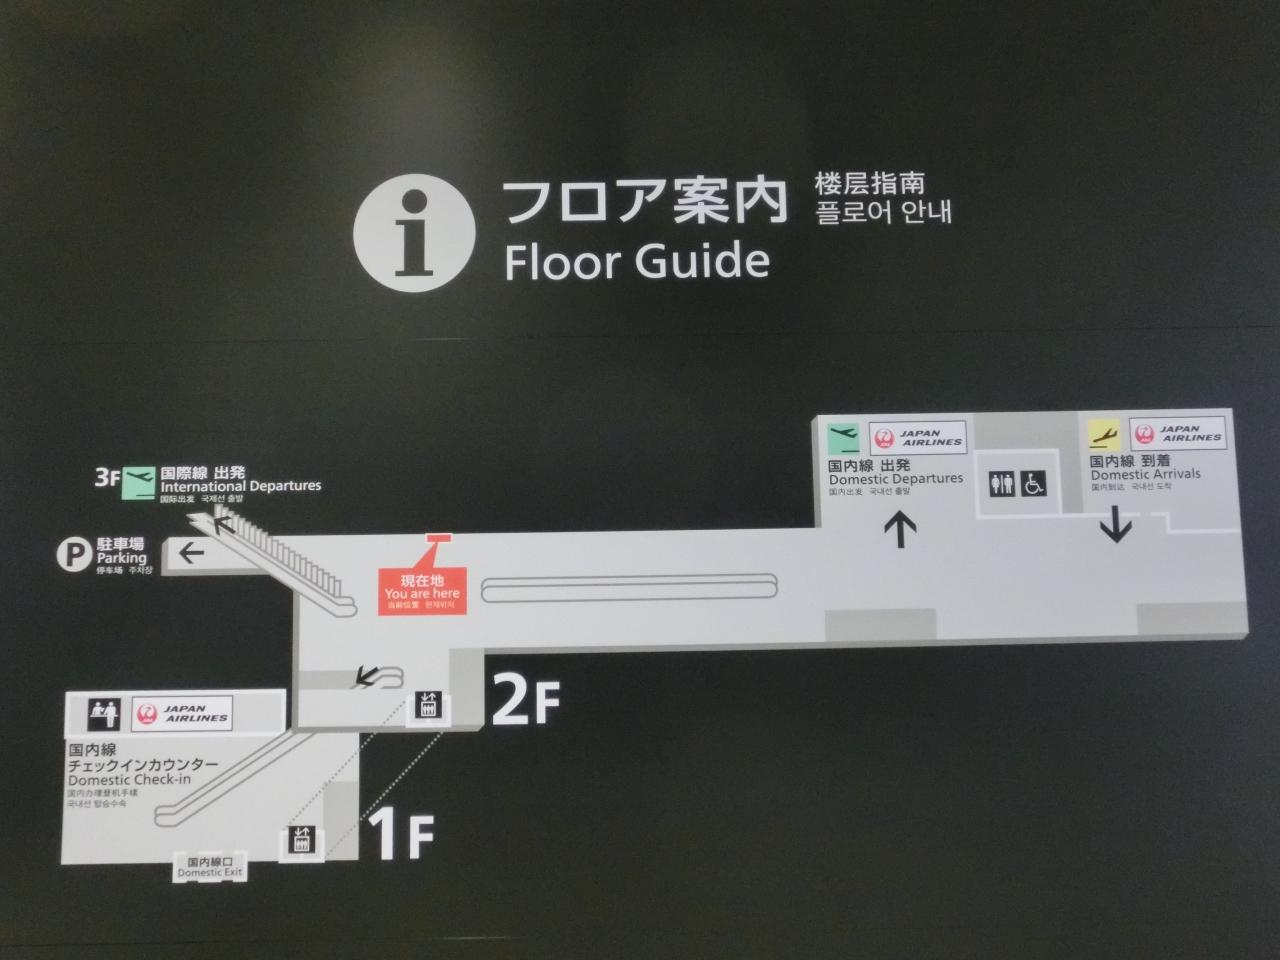 i
フロア案内
Floor Guide
楼层指南
플로어 안내
3F
国際線 出発
International Departures
国际出发 국제선 출발
P
駐車場
Parking
停车场 주차장
現在地
You are here
当前位置 현재위치
JAPAN
AIRLINES
国内線 出発
Domestic Departures
国内出发 국내선 출발
JAPAN
AIRLINES
国内線 到着
Domestic Arrivals
国内到达 국내선 도착
2F
JAPAN
AIRLINES
国内線
チェックインカウンター
Domestic Check-in
国内办理登机手续
국내선 탑승수속
1F
国内線口
Domestic Exit